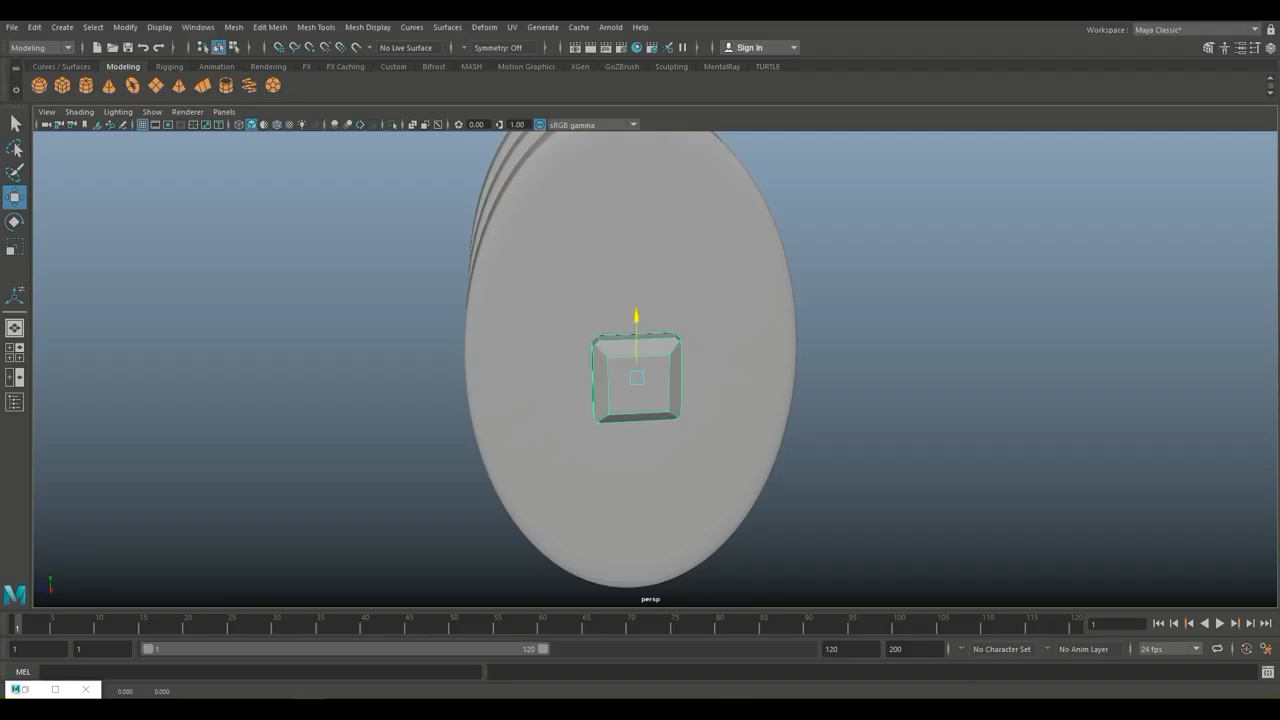 File Edit Create Select Modify Display Windows Mesh Edit Mesh Mesh Tools Mesh Display Curves Surfaces Deform UV Generate Cache Arnold Help
Workspace : Maya Classic*
Modeling No Live Surface Symmetry: Off Sign In
Curves / Surfaces Modeling Rigging Animation Rendering FX FX Caching Custom Bifrost MASH Motion Graphics XGen GoZBrush Sculpting MentalRay TURTLE
View Shading Lighting Show Renderer Panels
0.00 1.00 sRGB gamma
y
persp
5 10 15 20 25 30 35 40 45 50 55 60 65 70 75 80 85 90 95 100 105 110 115 120
1 1
1 1 1 120 120 200 No Character Set No Anim Layer 24 fps
MEL
0.000 0.000